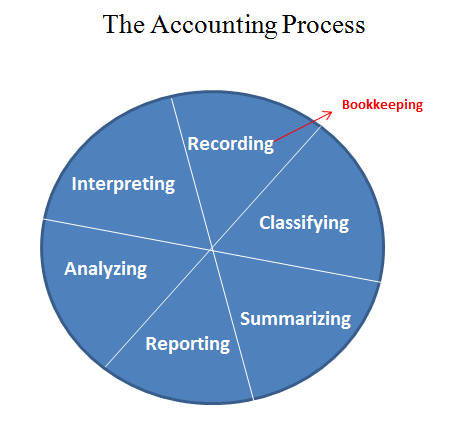 The Accounting Process
Bookkeeping
Recording
Classifying
Summarizing
Reporting
Analyzing
Interpreting